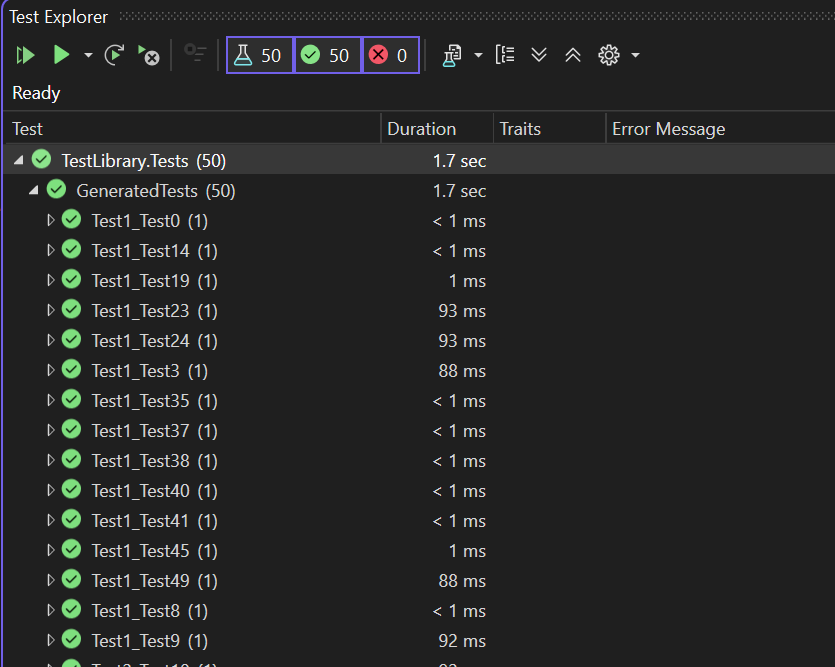 Test Explorer
50 50 0
Ready
Test Duration Traits Error Message
TestLibrary.Tests (50) 1.7 sec
GeneratedTests (50) 1.7 sec
Test1_Test0 (1) < 1 ms
Test1_Test14 (1) < 1 ms
Test1_Test19 (1) 1 ms
Test1_Test23 (1) 93 ms
Test1_Test24 (1) 93 ms
Test1_Test3 (1) 88 ms
Test1_Test35 (1) < 1 ms
Test1_Test37 (1) < 1 ms
Test1_Test38 (1) < 1 ms
Test1_Test40 (1) < 1 ms
Test1_Test41 (1) < 1 ms
Test1_Test45 (1) 1 ms
Test1_Test49 (1) 88 ms
Test1_Test8 (1) < 1 ms
Test1_Test9 (1) 92 ms